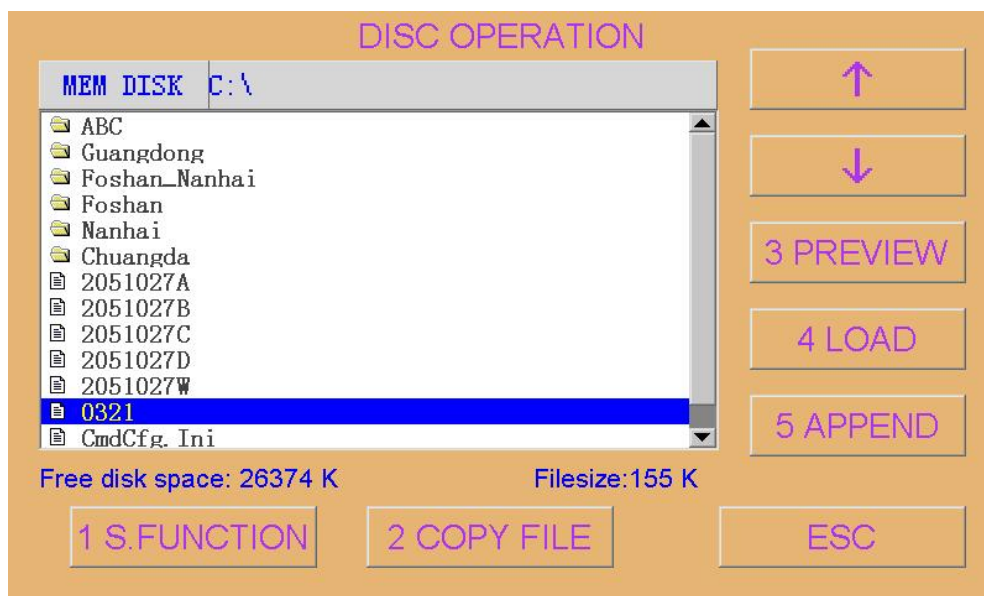 DISC OPERATION
MEM DISK C:\
ABC
Guangdong
Foshan_Nanhai
Foshan
Nanhai
Chuangda
2051027A
2051027B
2051027C
2051027D
2051027W
0321
CmdCfg.Ini
Free disk space: 26374 K Filesize:155 K
↑
↓
3 PREVIEW
4 LOAD
5 APPEND
1 S.FUNCTION 2 COPY FILE ESC